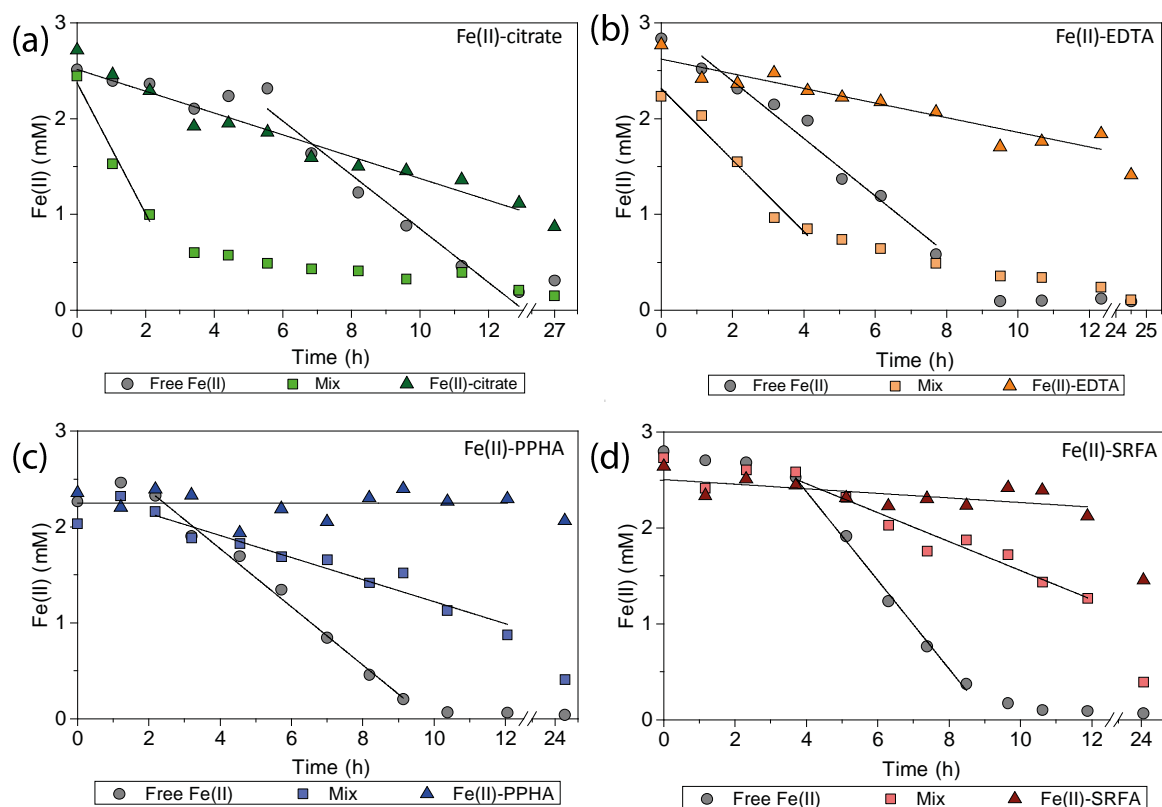 (a)
Fe(II)-citrate
3
2
1
0
Fe(II) (mM)
0 2 4 6 8 10 12 27
Time (h)
Free Fe(II) Mix Fe(II)-citrate
(b)
Fe(II)-EDTA
3
2
1
0
Fe(II) (mM)
0 2 4 6 8 10 12 24 25
Time (h)
Free Fe(II) Mix Fe(II)-EDTA
(c)
Fe(II)-PPHA
3
2
1
0
Fe(II) (mM)
0 2 4 6 8 10 12 24
Time (h)
Free Fe(II) Mix Fe(II)-PPHA
(d)
Fe(II)-SRFA
3
2
1
0
Fe(II) (mM)
0 2 4 6 8 10 12 24
Time (h)
Free Fe(II) Mix Fe(II)-SRFA